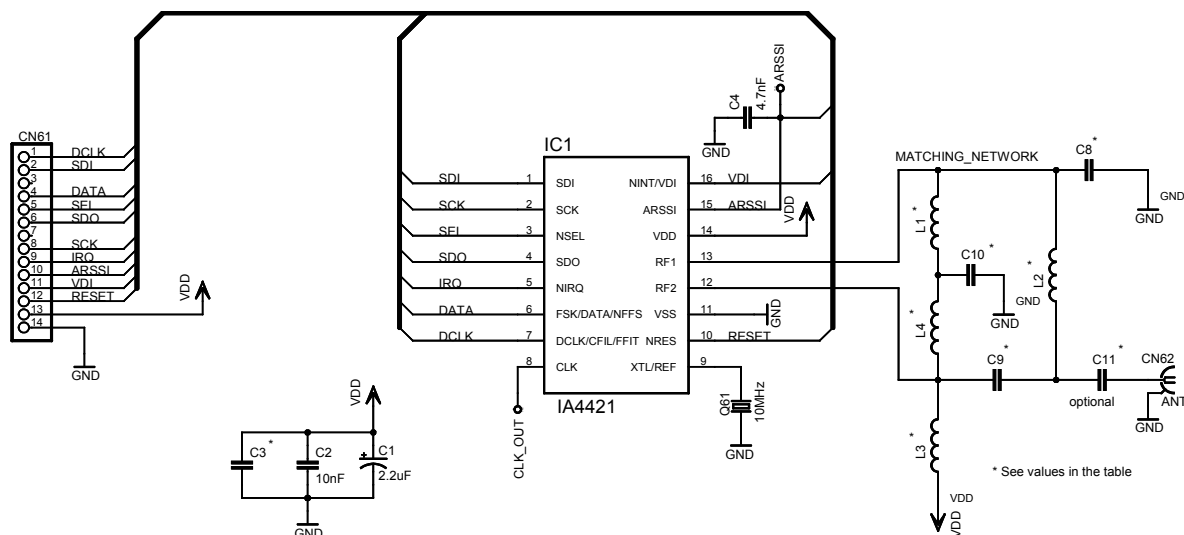 CN61
1 DCLK
2 SDI
3
4 DATA
5 SEL
6 SDO
7
8 SCK
9 IRQ
10 ARSSI
11 VDI
12 RESET
13
14
VDD
GND
IC1
SDI 1 SDI
SCK 2 SCK
SEL 3 NSEL
SDO 4 SDO
IRQ 5 NIRQ
DATA 6 FSK/DATA/NFFS
DCLK 7 DCLK/CFIL/FFIT
8 CLK
NINT/VDI 16 VDI
ARSSI 15 ARSSI
VDD 14
RF1 13
RF2 12
VSS 11
NRES 10 RESET
XTL/REF 9
IA4421
CLK_OUT
ARSSI
C4
4.7nF
GND
VDD
GND
Q61
10MHz
GND
MATCHING_NETWORK
L1 *
C10 *
GND
GND
L4 *
L2 *
C8 *
GND
GND
C9 *
C11 *
optional
CN62
ANT
GND
L3 *
VDD
VDD
* See values in the table
VDD
C3 *
C2
10nF
+
C1
2.2uF
GND